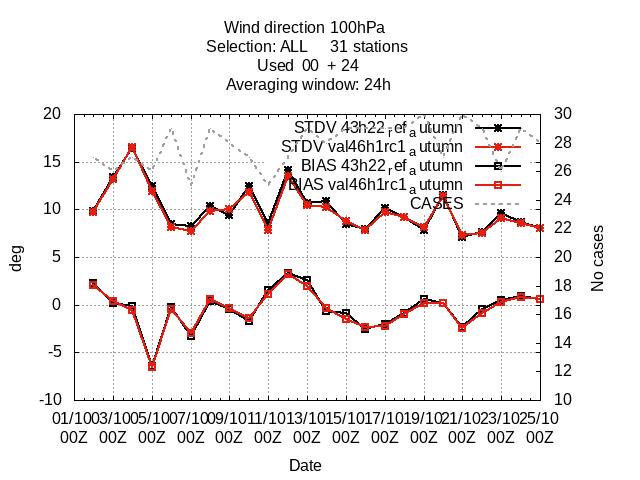 Wind direction 100hPa
Selection: ALL 31 stations
Used 00 + 24
Averaging window: 24h
20 30
STDV 43h22_ref_autumn
28
STDV val46h1rc1_autumn
15
BIAS 43h22_ref_autumn
26
BIAS val46h1rc1_autumn
CASES
24
10
22
deg
5 20
No cases
18
0
16
-5
14
12
-10 10
01/10 03/10 05/10 07/10 09/10 11/10 13/10 15/10 17/10 19/10 21/10 23/10 25/10
00Z 00Z 00Z 00Z 00Z 00Z 00Z 00Z 00Z 00Z 00Z 00Z 00Z
Date